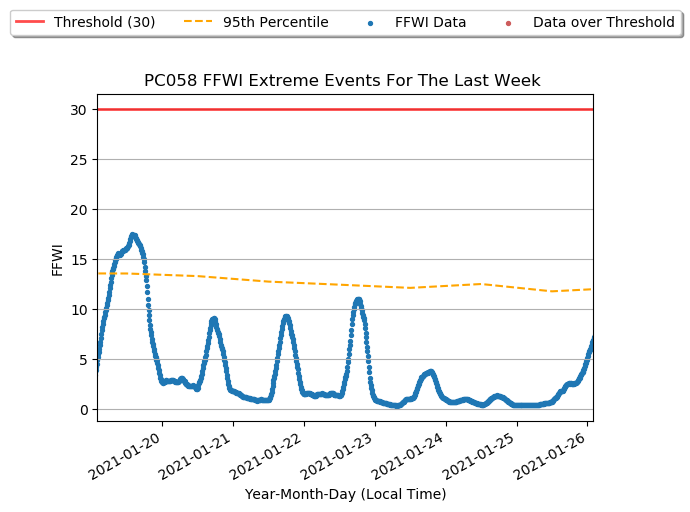 Threshold (30) 95th Percentile FFWI Data Data over Threshold
PC058 FFWI Extreme Events For The Last Week
30
25
20
15
10
5
0
FFWI
2021-01-20 2021-01-21 2021-01-22 2021-01-23 2021-01-24 2021-01-25 2021-01-26
Year-Month-Day (Local Time)